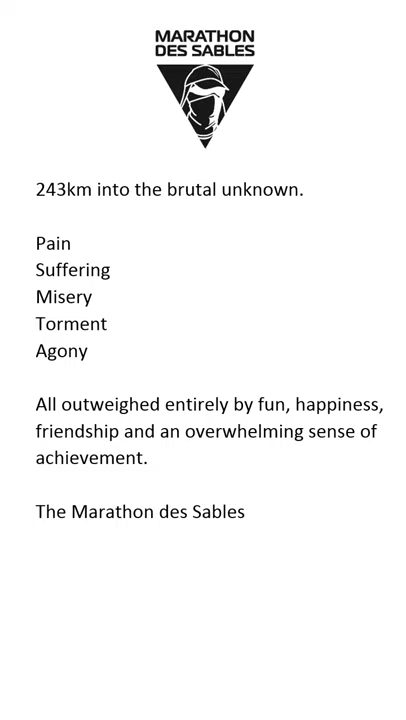 MARATHON
DES SABLES
243km into the brutal unknown.
Pain
Suffering
Misery
Torment
Agony
All outweighed entirely by fun, happiness,
friendship and an overwhelming sense of
achievement.
The Marathon des Sables